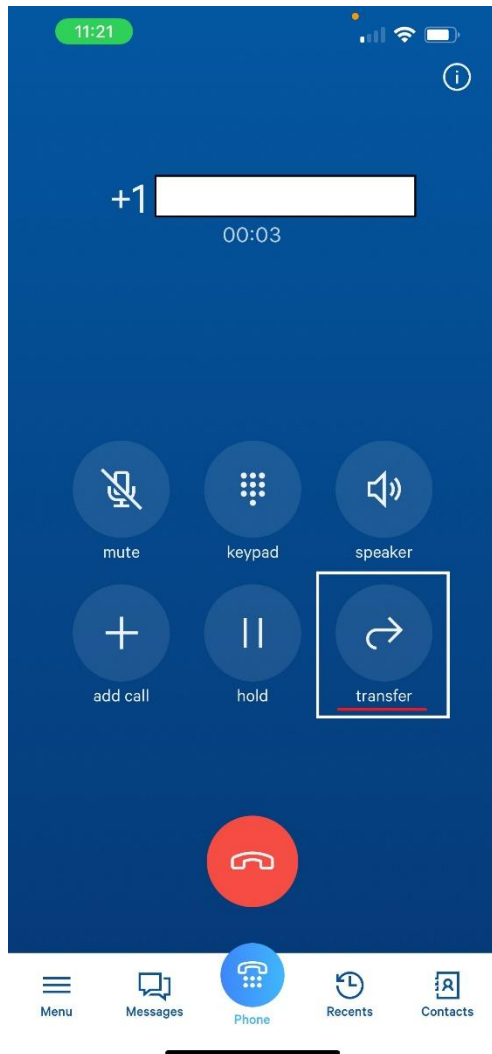 11:21
+1
00:03
mute keypad speaker
add call hold transfer
Menu Messages Phone Recents Contacts